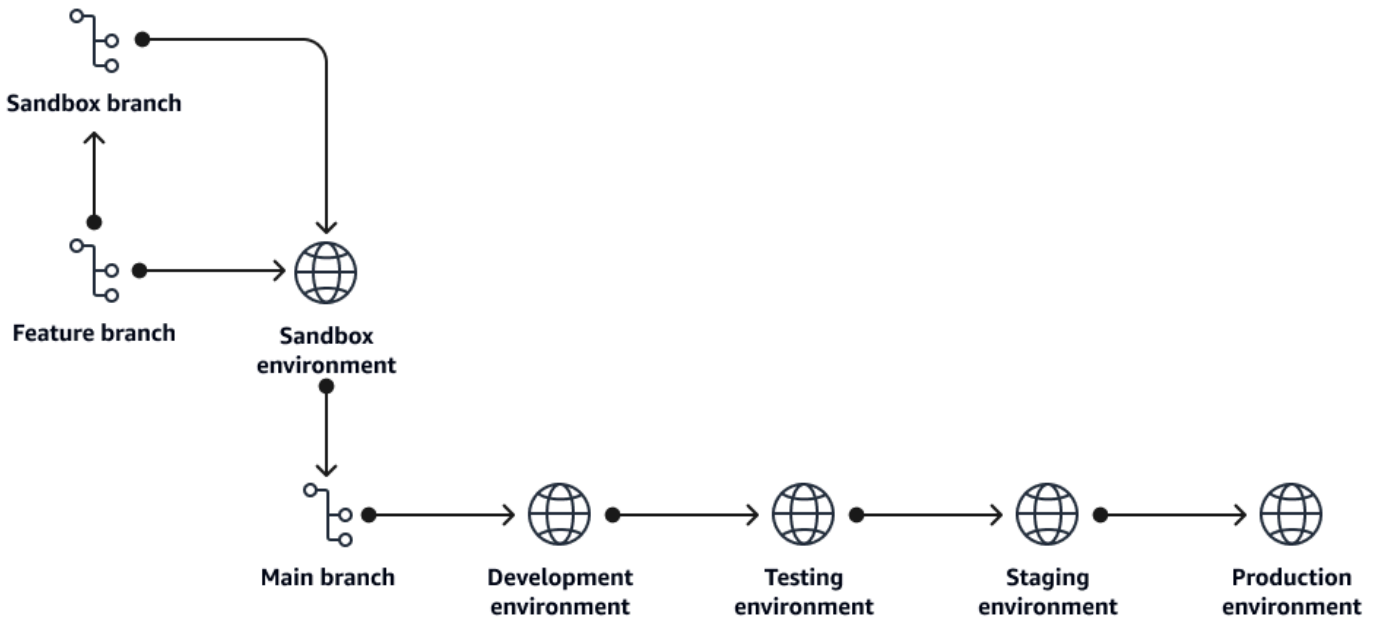 Sandbox branch
Feature branch
Sandbox
environment
Main branch
Development
environment
Testing
environment
Staging
environment
Production
environment